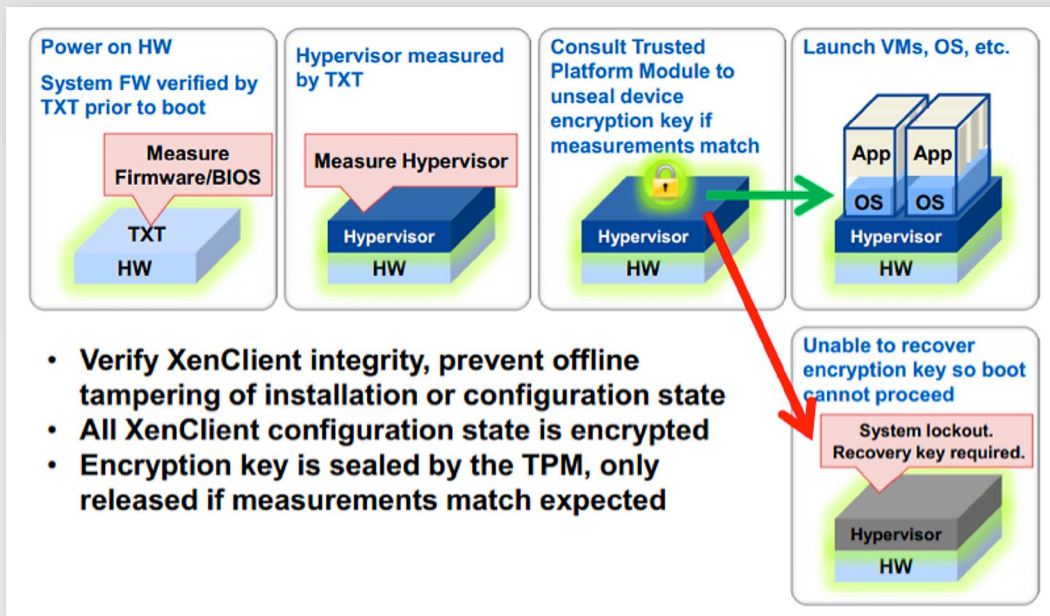 Power on HW
System FW verified by
TXT prior to boot
Measure
Firmware/BIOS
TXT
HW
Hypervisor measured
by TXT
Measure Hypervisor
Hypervisor
HW
Consult Trusted
Platform Module to
unseal device
encryption key if
measurements match
Hypervisor
HW
Launch VMs, OS, etc.
App
App
OS
OS
Hypervisor
HW
• Verify XenClient integrity, prevent offline
tampering of installation or configuration state
• All XenClient configuration state is encrypted
• Encryption key is sealed by the TPM, only
released if measurements match expected
Unable to recover
encryption key so boot
cannot proceed
System lockout.
Recovery key required.
Hypervisor
HW